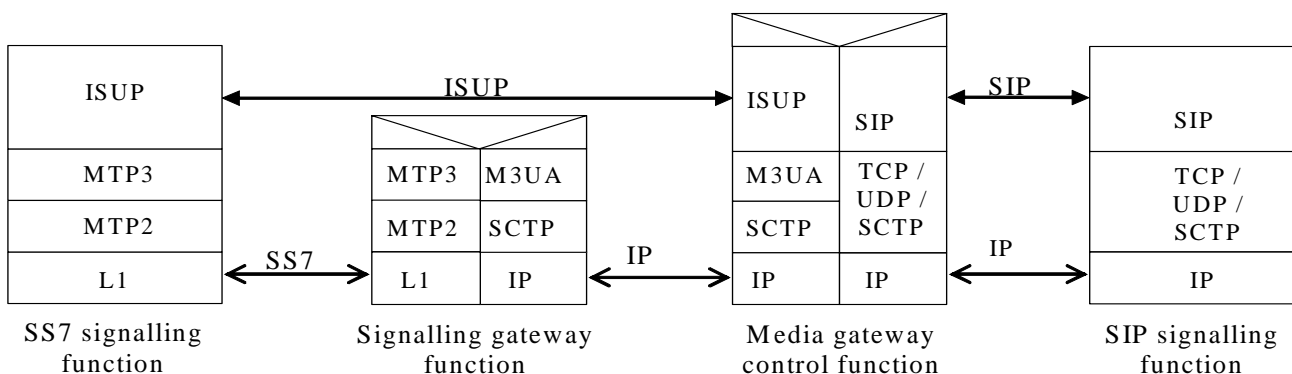 ISUP
MTP3
MTP2
L1
SS7 signalling
function
ISUP
SS7
MTP3
M3UA
MTP2
SCTP
L1
IP
Signalling gateway
function
IP
ISUP
SIP
M3UA
SCTP
TCP /
UDP /
SCTP
IP
IP
Media gateway
control function
SIP
IP
SIP
TCP /
UDP /
SCTP
IP
SIP signalling
function